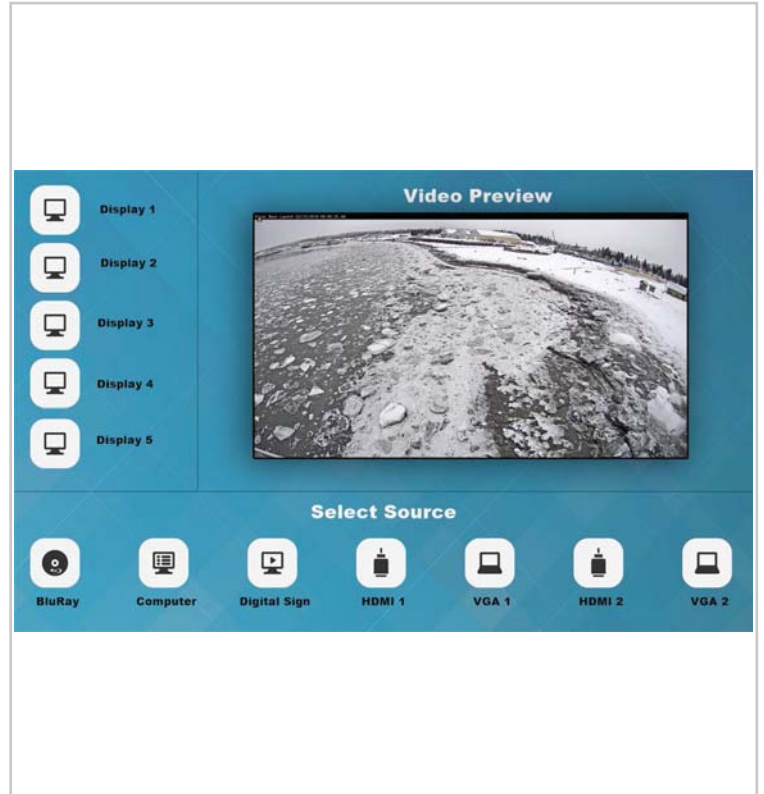 Display 1
Video Preview
Display 2
Display 3
Display 4
Display 5
Select Source
BluRay
Computer
Digital Sign
HDMI 1
VGA 1
HDMI 2
VGA 2